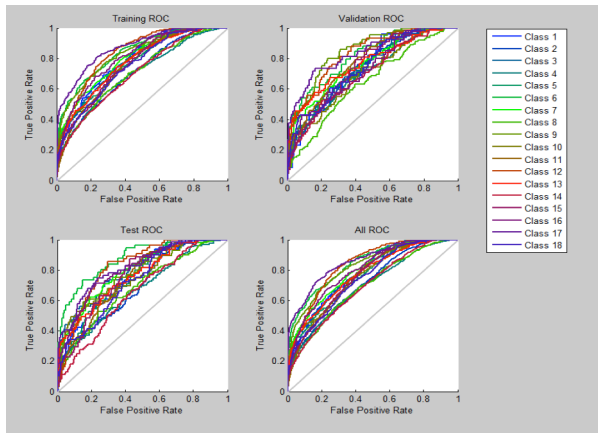 Training ROC
True Positive Rate
1
0.8
0.6
0.4
0.2
0
0 0.2 0.4 0.6 0.8 1
False Positive Rate
Validation ROC
True Positive Rate
1
0.8
0.6
0.4
0.2
0
0 0.2 0.4 0.6 0.8 1
False Positive Rate
Class 1
Class 2
Class 3
Class 4
Class 5
Class 6
Class 7
Class 8
Class 9
Class 10
Class 11
Class 12
Class 13
Class 14
Class 15
Class 16
Class 17
Class 18
Test ROC
True Positive Rate
1
0.8
0.6
0.4
0.2
0
0 0.2 0.4 0.6 0.8 1
False Positive Rate
All ROC
True Positive Rate
1
0.8
0.6
0.4
0.2
0
0 0.2 0.4 0.6 0.8 1
False Positive Rate